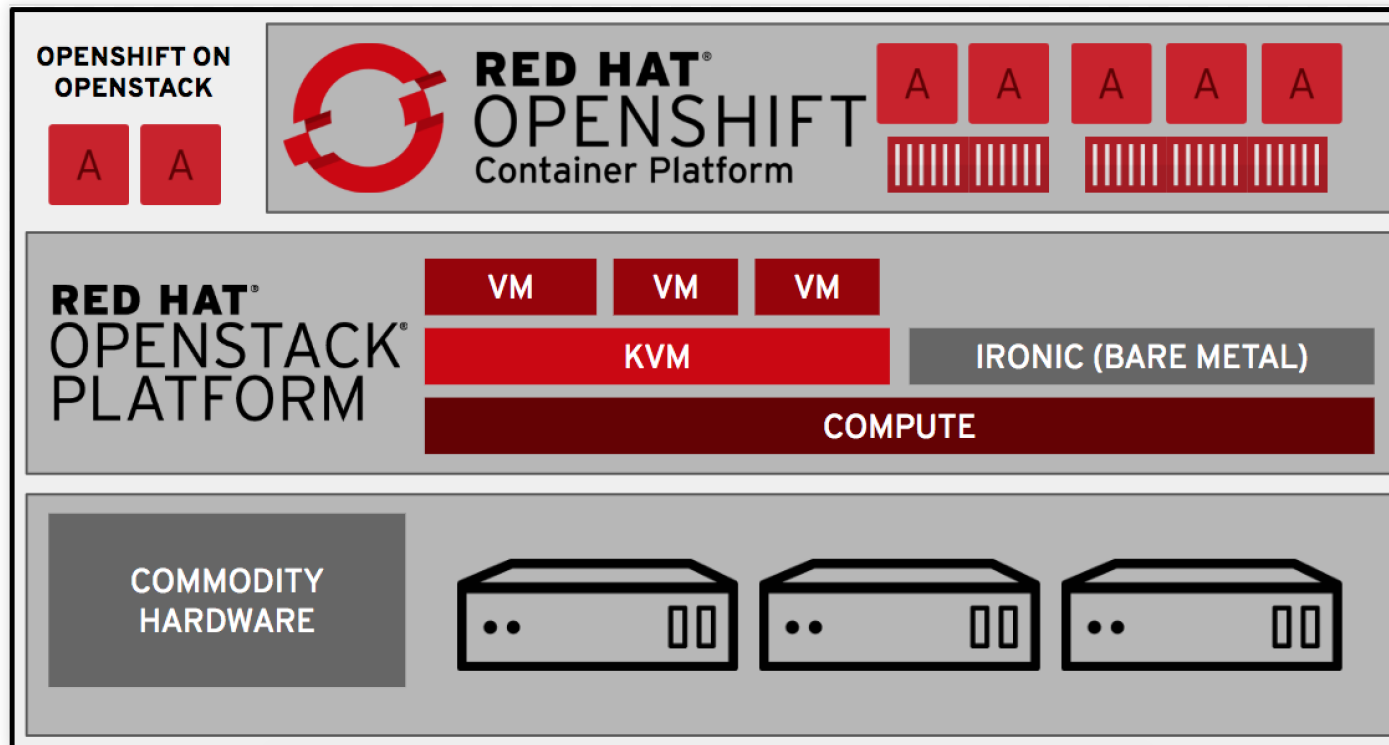 OPENSHIFT ON
OPENSTACK
A A
RED HAT®
OPENSHIFT
Container Platform
A A A A A
RED HAT®
OPENSTACK®
PLATFORM
VM VM VM
KVM
IRONIC (BARE METAL)
COMPUTE
COMMODITY
HARDWARE